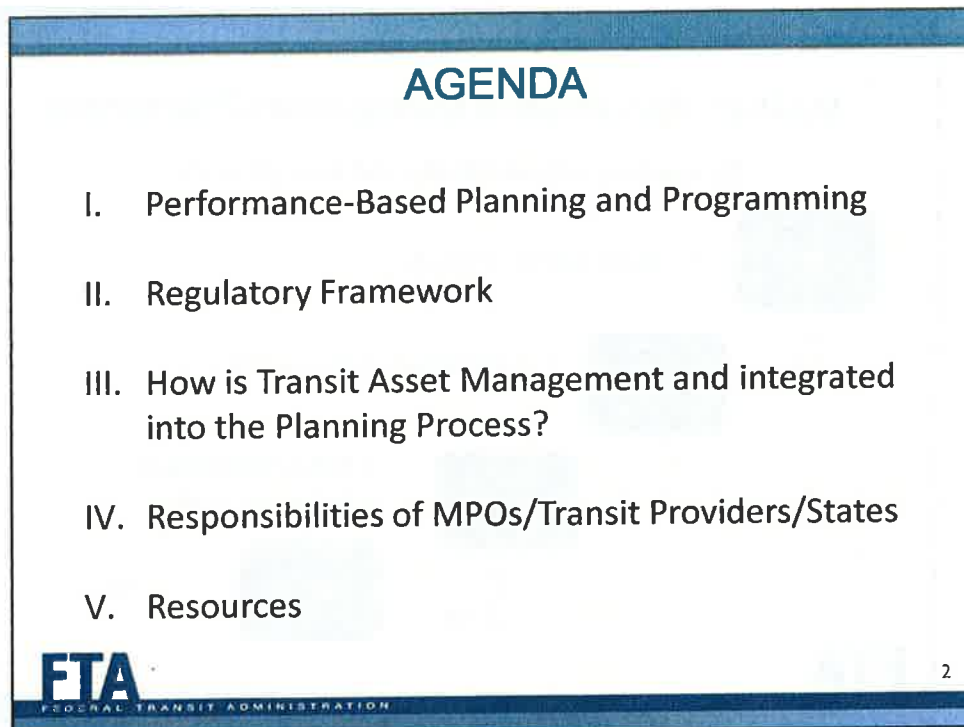 AGENDA
I. Performance-Based Planning and Programming
II. Regulatory Framework
III. How is Transit Asset Management and integrated
into the Planning Process?
IV. Responsibilities of MPOs/Transit Providers/States
V. Resources
FTA
FEDERAL TRANSIT ADMINISTRATION
2